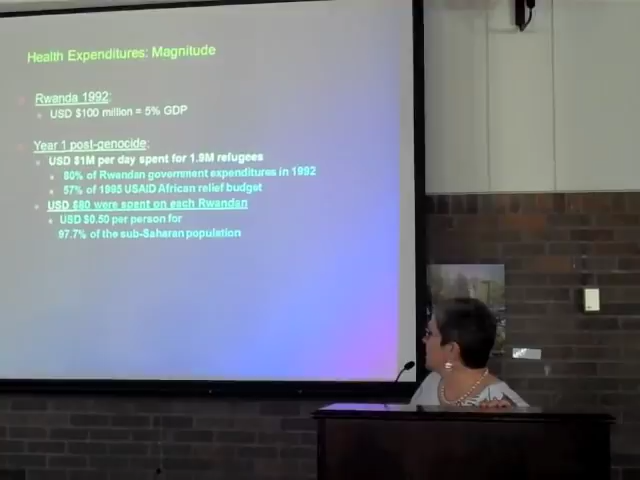 Health Expenditures: Magnitude
Rwanda 1992:
USD $100 million = 5% GDP
Year 1 post-genocide:
USD $1M per day spent for 1.9M refugees
80% of Rwandan government expenditures in 1992
57% of 1995 USAID African relief budget
USD $80 were spent on each Rwandan
USD $0.50 per person for
97.7% of the sub-Saharan population